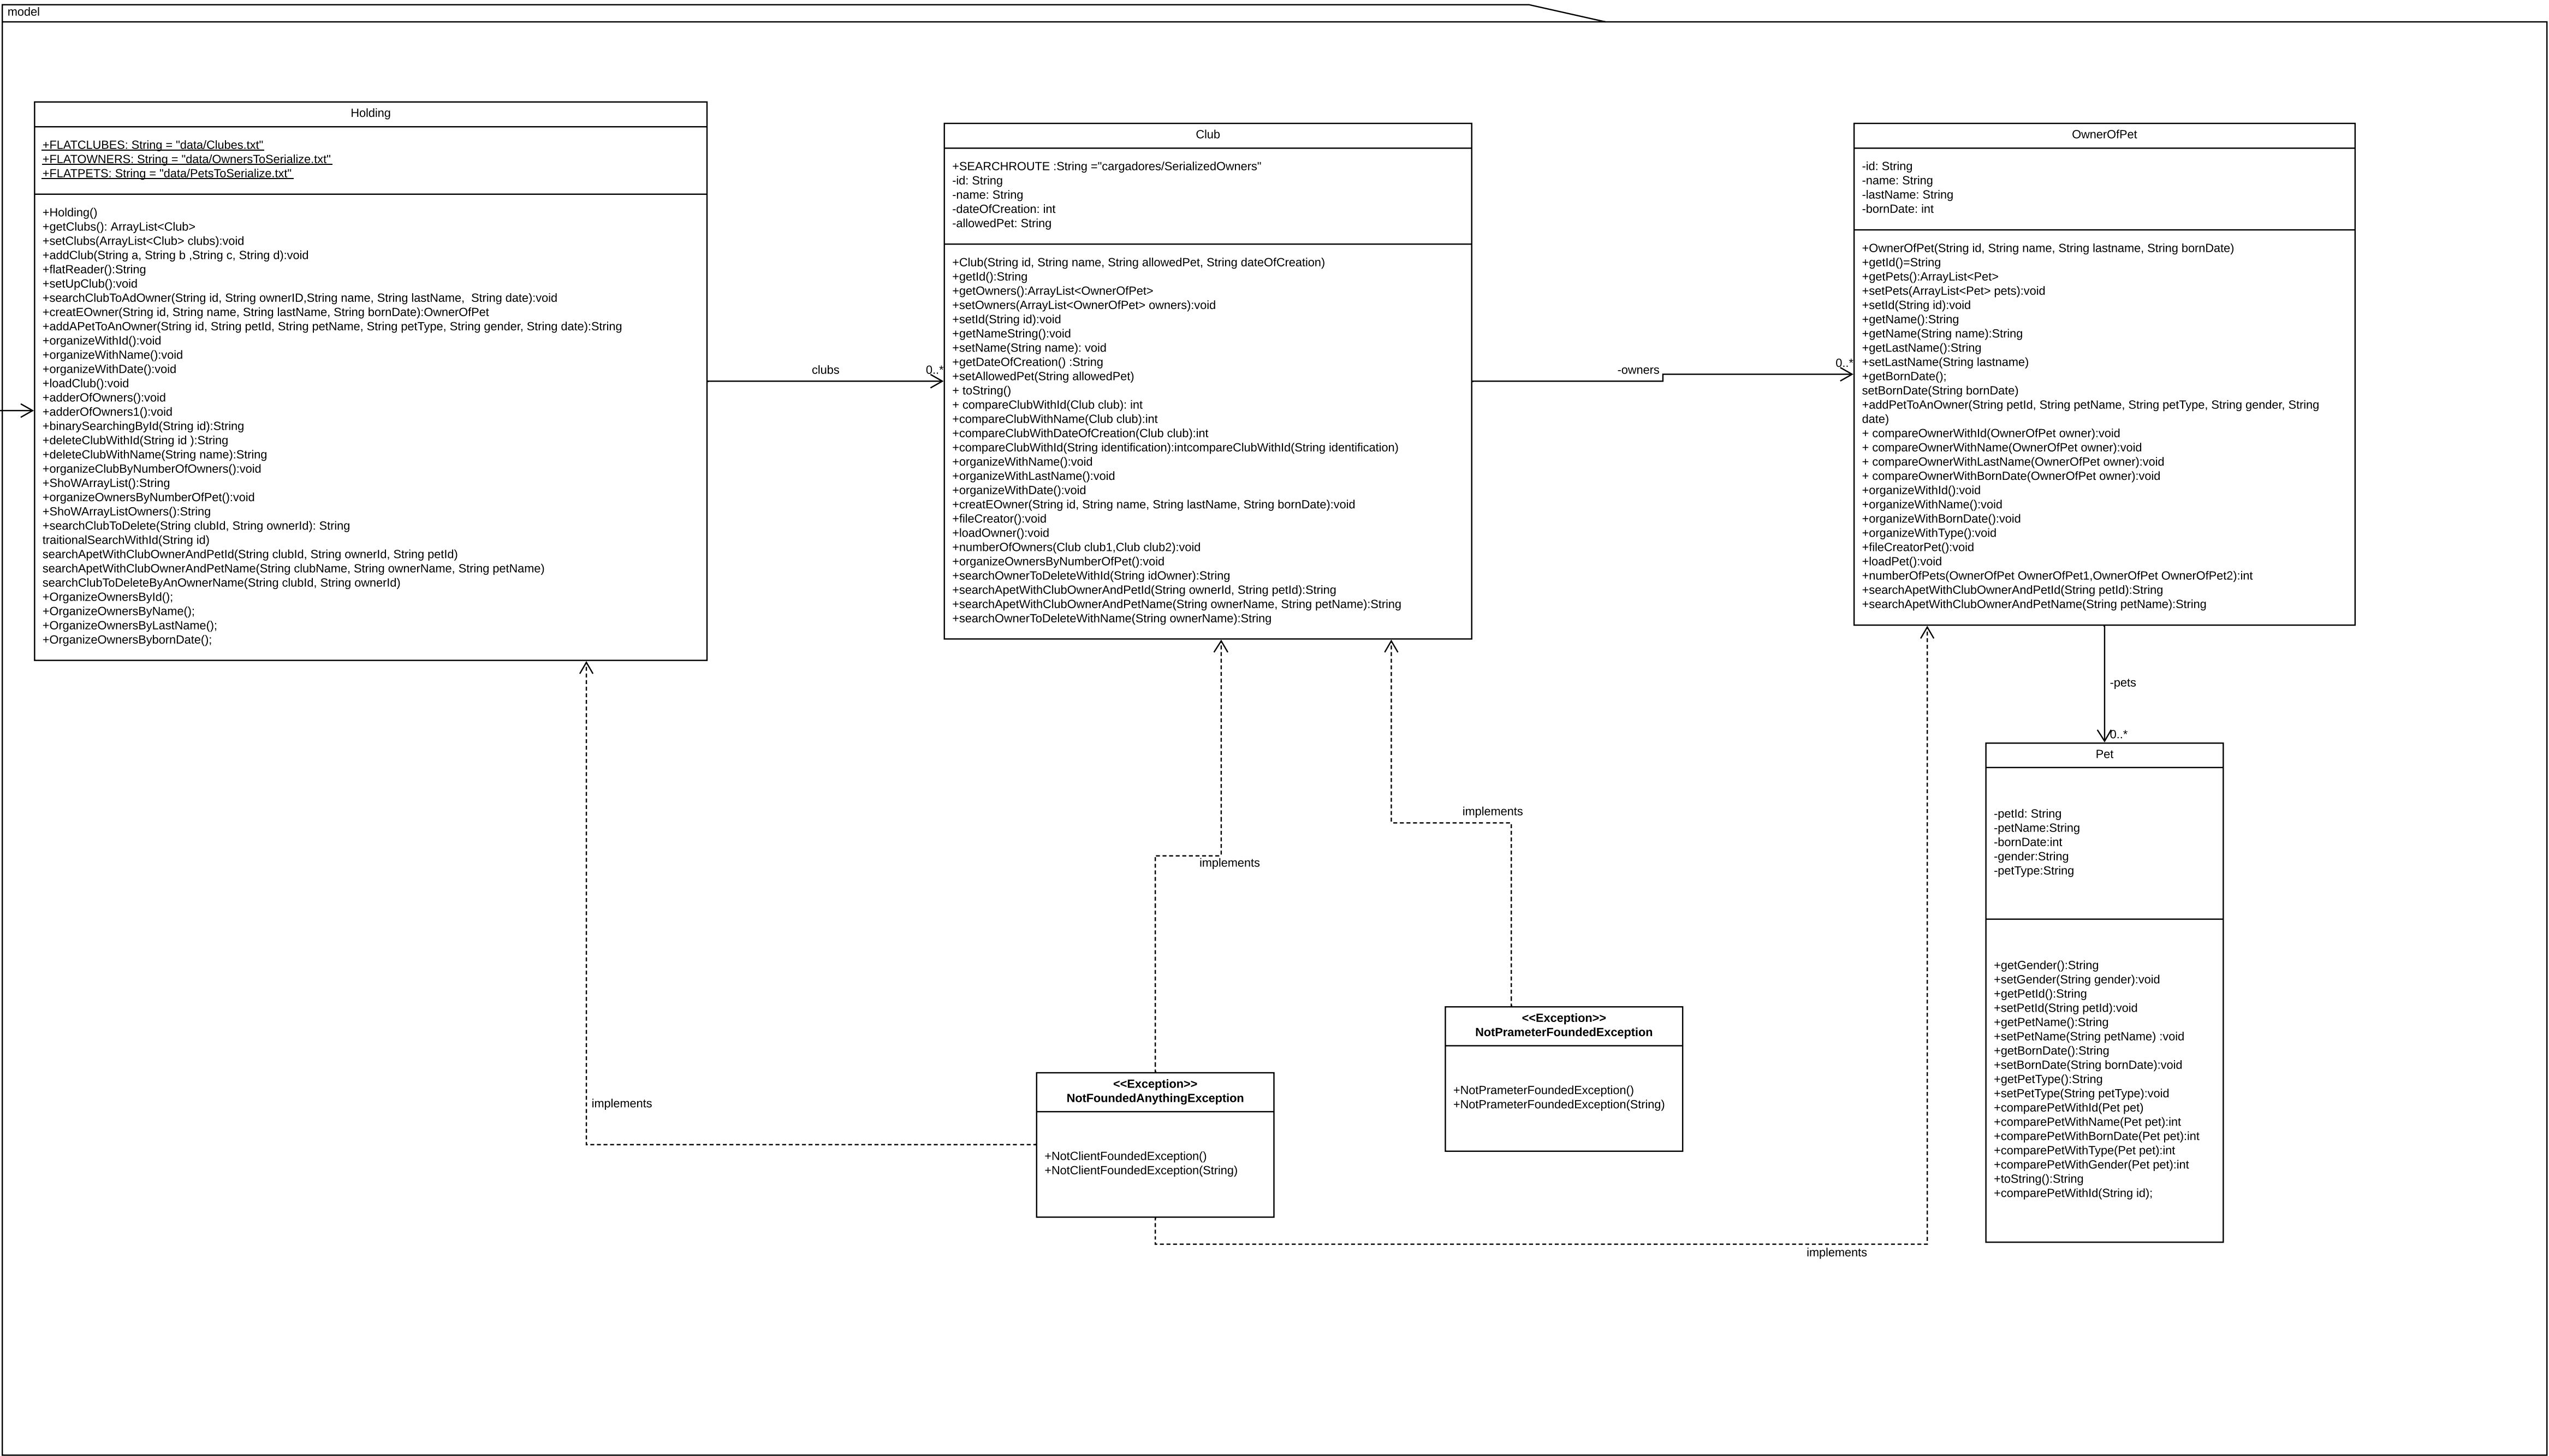 model
Holding
+FLATCLUBES: String = "data/Clubes.txt"
+FLATOWNERS: String = "data/OwnersToSerialize.txt"
+FLATPETS: String = "data/PetsToSerialize.txt"
+Holding()
+getClubs(): ArrayList<Club>
+setClubs(ArrayList<Club> clubs):void
+addClub(String a, String b ,String c, String d):void
+flatReader():String
+setUpClub():void
+searchClubToAdOwner(String id, String ownerID,String name, String lastName,  String date):void
+creatEOwner(String id, String name, String lastName, String bornDate):OwnerOfPet
+addAPetToAnOwner(String id, String petId, String petName, String petType, String gender, String date):String
+organizeWithId():void
+organizeWithName():void
+organizeWithDate():void
+loadClub():void
+adderOfOwners():void
+adderOfOwners1():void
+binarySearchingById(String id):String
+deleteClubWithId(String id ):String
+deleteClubWithName(String name):String
+organizeClubByNumberOfOwners():void
+ShoWArrayList():String
+organizeOwnersByNumberOfPet():void
+ShoWArrayListOwners():String
+searchClubToDelete(String clubId, String ownerId): String
traitionalSearchWithId(String id)
searchApetWithClubOwnerAndPetId(String clubId, String ownerId, String petId)
searchApetWithClubOwnerAndPetName(String clubName, String ownerName, String petName)
searchClubToDeleteByAnOwnerName(String clubId, String ownerId)
+OrganizeOwnersById();
+OrganizeOwnersByName();
+OrganizeOwnersByLastName();
+OrganizeOwnersBybornDate();
clubs
0..*
Club
+SEARCHROUTE :String ="cargadores/SerializedOwners"
-id: String
-name: String
-dateOfCreation: int
-allowedPet: String
+Club(String id, String name, String allowedPet, String dateOfCreation)
+getId():String
+getOwners():ArrayList<OwnerOfPet>
+setOwners(ArrayList<OwnerOfPet> owners):void
+setId(String id):void
+getNameString():void
+setName(String name): void
+getDateOfCreation() :String
+setAllowedPet(String allowedPet)
+ toString()
+ compareClubWithId(Club club): int
+compareClubWithName(Club club):int
+compareClubWithDateOfCreation(Club club):int
+compareClubWithId(String identification):intcompareClubWithId(String identification)
+organizeWithName():void
+organizeWithLastName():void
+organizeWithDate():void
+creatEOwner(String id, String name, String lastName, String bornDate):void
+fileCreator():void
+loadOwner():void
+numberOfOwners(Club club1,Club club2):void
+organizeOwnersByNumberOfPet():void
+searchOwnerToDeleteWithId(String idOwner):String
+searchApetWithClubOwnerAndPetId(String ownerId, String petId):String
+searchApetWithClubOwnerAndPetName(String ownerName, String petName):String
+searchOwnerToDeleteWithName(String ownerName):String
-owners
0..*
OwnerOfPet
-id: String
-name: String
-lastName: String
-bornDate: int
+OwnerOfPet(String id, String name, String lastname, String bornDate)
+getId()=String
+getPets():ArrayList<Pet>
+setPets(ArrayList<Pet> pets):void
+setId(String id):void
+getName():String
+getName(String name):String
+getLastName():String
+setLastName(String lastname)
+getBornDate();
setBornDate(String bornDate)
+addPetToAnOwner(String petId, String petName, String petType, String gender, String
date)
+ compareOwnerWithId(OwnerOfPet owner):void
+ compareOwnerWithName(OwnerOfPet owner):void
+ compareOwnerWithLastName(OwnerOfPet owner):void
+ compareOwnerWithBornDate(OwnerOfPet owner):void
+organizeWithId():void
+organizeWithName():void
+organizeWithBornDate():void
+organizeWithType():void
+fileCreatorPet():void
+loadPet():void
+numberOfPets(OwnerOfPet OwnerOfPet1,OwnerOfPet OwnerOfPet2):int
+searchApetWithClubOwnerAndPetId(String petId):String
+searchApetWithClubOwnerAndPetName(String petName):String
-pets
0..*
Pet
-petId: String
-petName:String
-bornDate:int
-gender:String
-petType:String
+getGender():String
+setGender(String gender):void
+getPetId():String
+setPetId(String petId):void
+getPetName():String
+setPetName(String petName) :void
+getBornDate():String
+setBornDate(String bornDate):void
+getPetType():String
+setPetType(String petType):void
+comparePetWithId(Pet pet)
+comparePetWithName(Pet pet):int
+comparePetWithBornDate(Pet pet):int
+comparePetWithType(Pet pet):int
+comparePetWithGender(Pet pet):int
+toString():String
+comparePetWithId(String id);
implements
implements
<<Exception>>
NotPrameterFoundedException
+NotPrameterFoundedException()
+NotPrameterFoundedException(String)
<<Exception>>
NotFoundedAnythingException
+NotClientFoundedException()
+NotClientFoundedException(String)
implements
implements